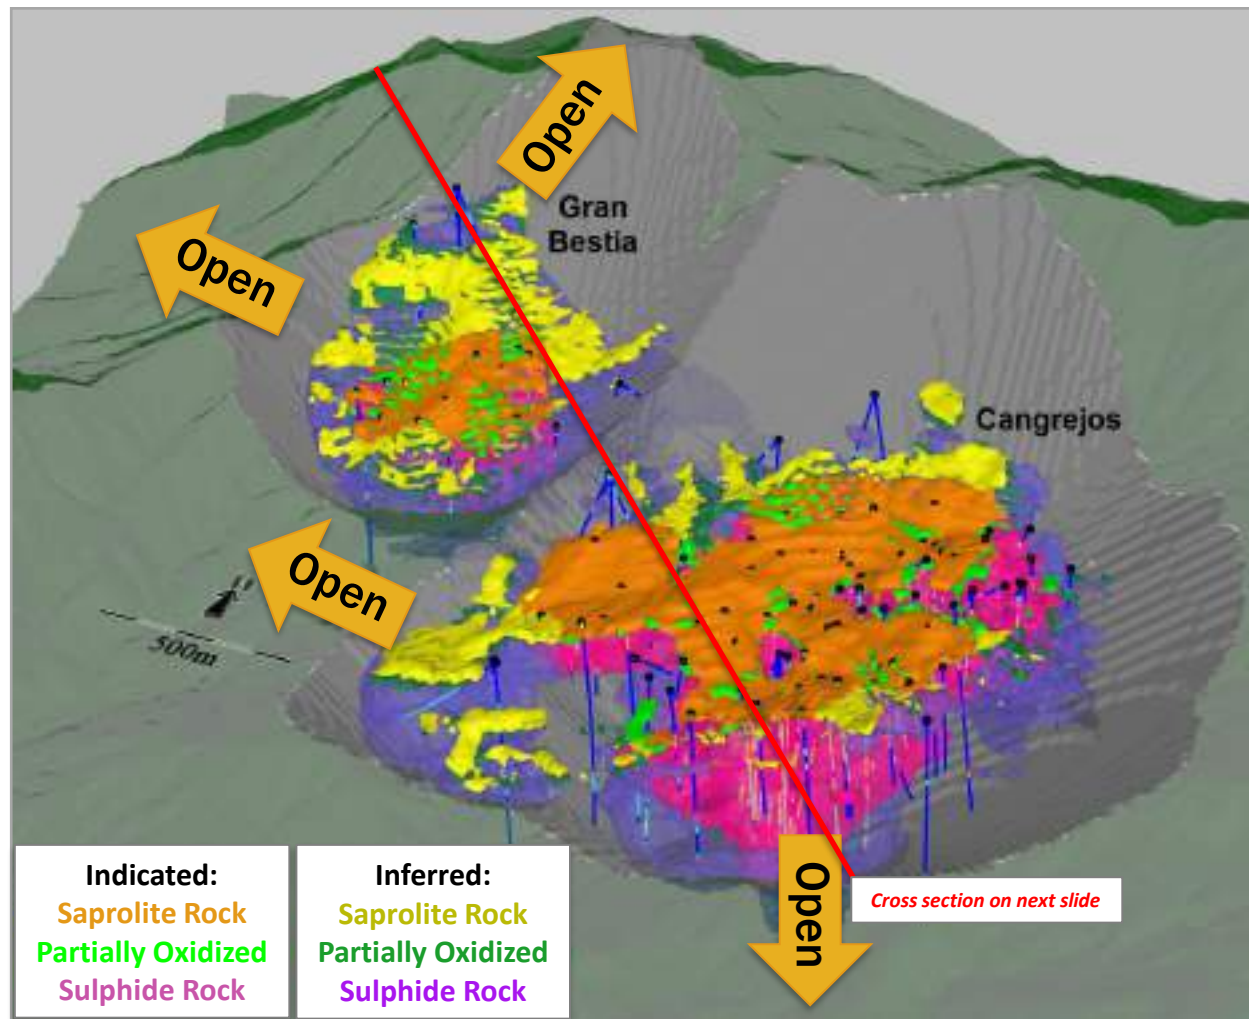 Open
Gran
Bestia
Open
Cangrejos
Open
500m
Open
Cross section on next slide
Indicated:
Saprolite Rock
Partially Oxidized
Sulphide Rock
Inferred:
Saprolite Rock
Partially Oxidized
Sulphide Rock